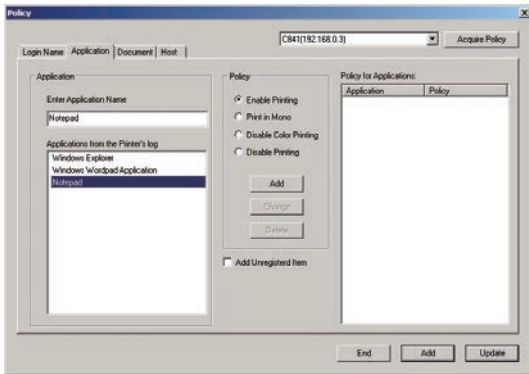 Policy
C841(192.168.0.3)
Acquire Policy
Login Name
Application
Document
Host
Application
Enter Application Name
Notepad
Applications from the Printer's log
Windows Explorer
Windows Wordpad Application
Notepad
Policy
Enable Printing
Print in Mono
Disable Color Printing
Disable Printing
Add
Change
Delete
Add Unregisterd Item
Policy for Applications:
Application
Policy
End
Add
Update